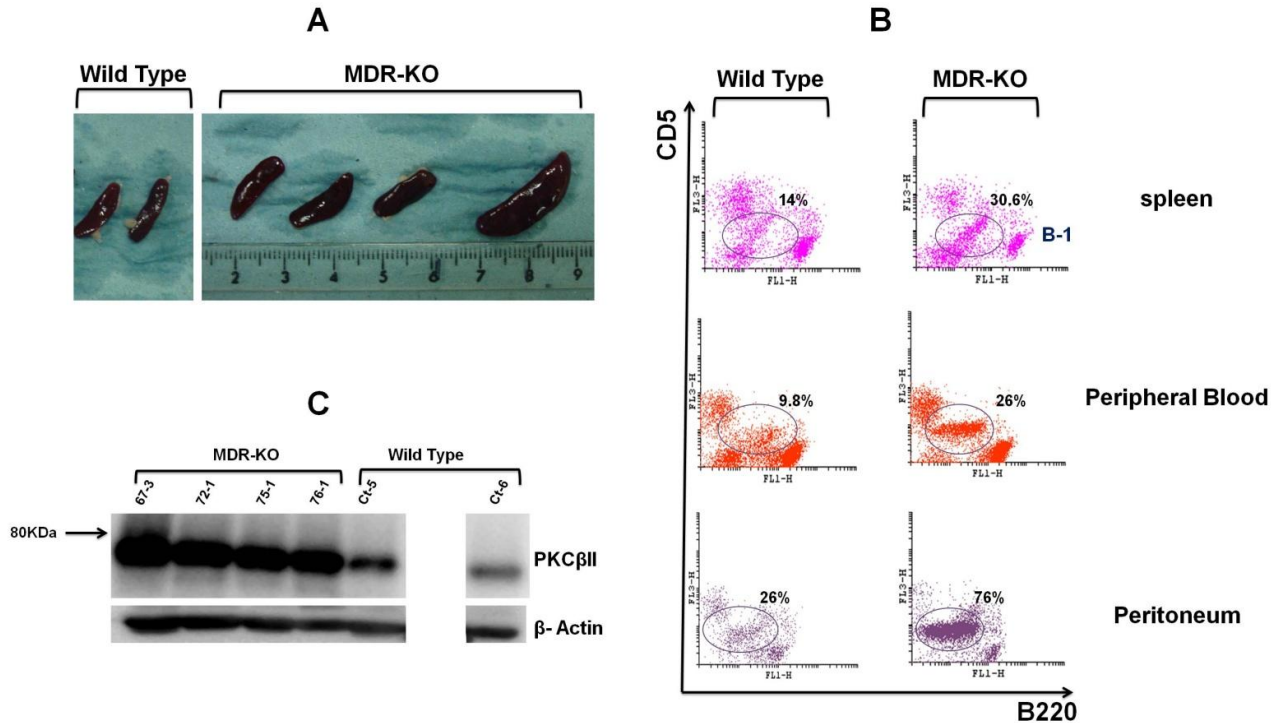 A
Wild Type
MDR-KO
2 3 4 5 6 7 8 9
B
Wild Type
MDR-KO
CD5
FL3-H
14%
FL1-H
FL3-H
30.6%
B-1
FL1-H
spleen
FL3-H
9.8%
FL1-H
FL3-H
26%
FL1-H
Peripheral Blood
FL3-H
26%
FL1-H
FL3-H
76%
FL1-H
Peritoneum
B220
C
MDR-KO
Wild Type
67-3
72-1
75-1
76-1
Ct-5
Ct-6
80KDa
PKCβII
β- Actin